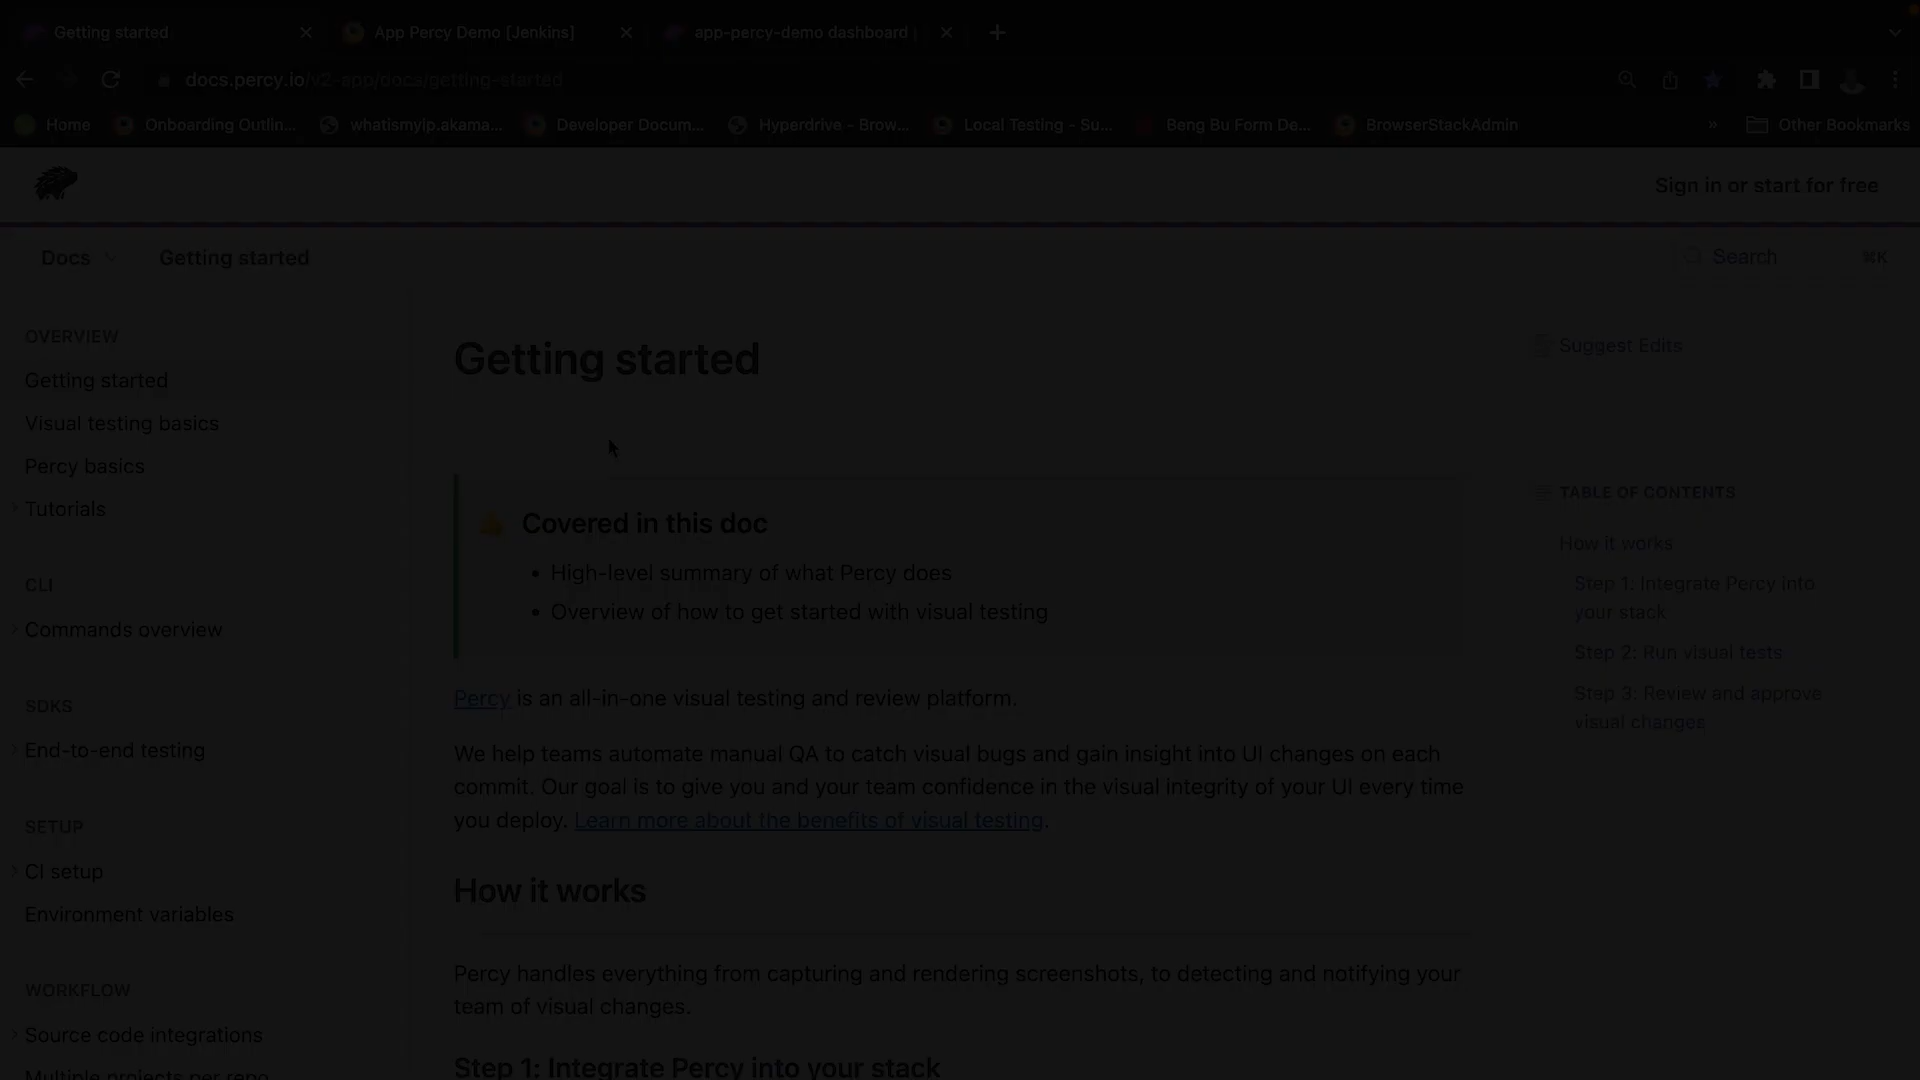 Getting started
App Percy Demo [Jenkins]
app-percy-demo dashboard
docs.percy.io/v2-app/docs/getting-started
Home
Onboarding Outlin...
whatismyip.akama...
Developer Docum...
Hyperdrive - Brow...
Local Testing - Su...
Beng Bu Form De...
BrowserStackAdmin
»
Other Bookmarks
Sign in or start for free
Docs
Getting started
Search
⌘K
OVERVIEW
Getting started
Visual testing basics
Percy basics
Tutorials
CLI
Commands overview
SDKS
End-to-end testing
SETUP
CI setup
Environment variables
WORKFLOW
Source code integrations
Multiple projects per repo
Getting started
Covered in this doc
• High-level summary of what Percy does
• Overview of how to get started with visual testing
Percy is an all-in-one visual testing and review platform.
We help teams automate manual QA to catch visual bugs and gain insight into UI changes on each
commit. Our goal is to give you and your team confidence in the visual integrity of your UI every time
you deploy. Learn more about the benefits of visual testing.
How it works
Percy handles everything from capturing and rendering screenshots, to detecting and notifying your
team of visual changes.
Step 1: Integrate Percy into your stack
Suggest Edits
TABLE OF CONTENTS
How it works
Step 1: Integrate Percy into
your stack
Step 2: Run visual tests
Step 3: Review and approve
visual changes